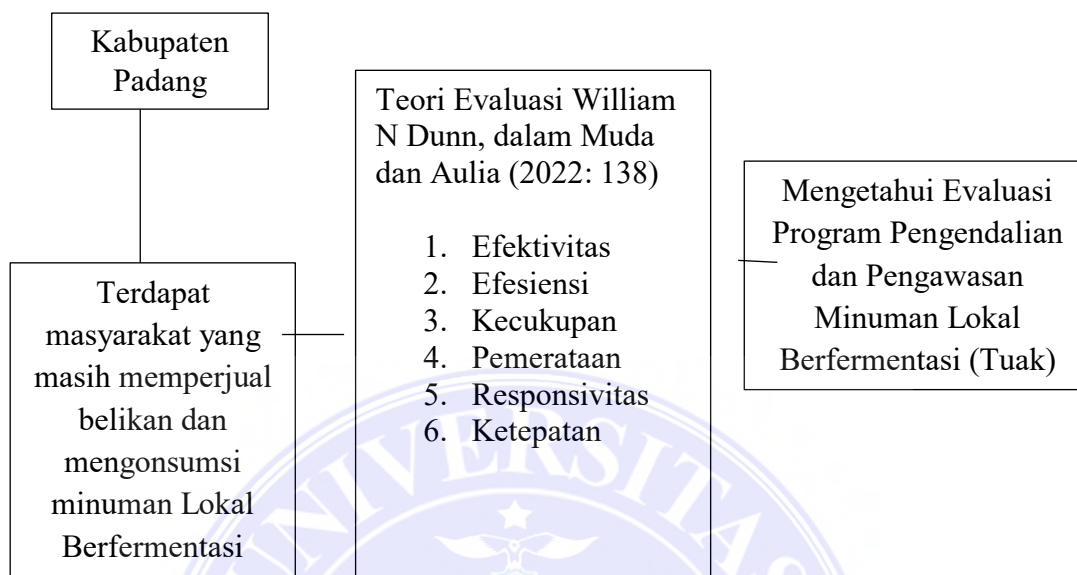 Kabupaten
Padang
Terdapat
masyarakat yang
masih memperjual
belikan dan
mengonsumsi
minuman Lokal
Berfermentasi
Teori Evaluasi William
N Dunn, dalam Muda
dan Aulia (2022: 138)
1. Efektivitas
2. Efesiensi
3. Kecukupan
4. Pemerataan
5. Responsivitas
6. Ketepatan
Mengetahui Evaluasi
Program Pengendalian
dan Pengawasan
Minuman Lokal
Berfermentasi (Tuak)
UNIVERSITAS